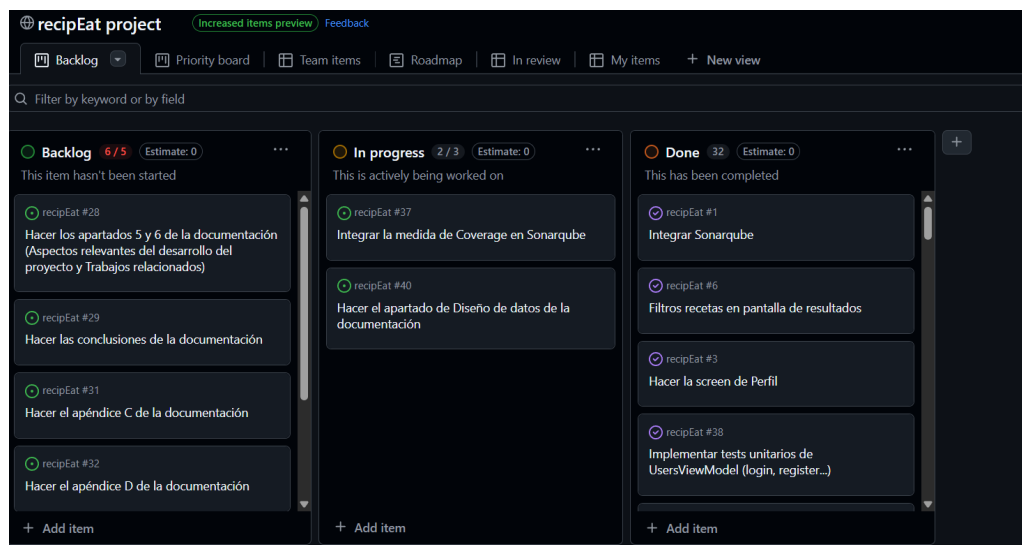 recipEat project
Increased items preview
Feedback
Backlog
Priority board
Team items
Roadmap
In review
My items
+ New view
Filter by keyword or by field
Backlog 6 / 5 Estimate: 0 ...
This item hasn't been started
recipEat #28
Hacer los apartados 5 y 6 de la documentación
(Aspectos relevantes del desarrollo del
proyecto y Trabajos relacionados)
recipEat #29
Hacer las conclusiones de la documentación
recipEat #31
Hacer el apéndice C de la documentación
recipEat #32
Hacer el apéndice D de la documentación
+ Add item
In progress 2 / 3 Estimate: 0 ...
This is actively being worked on
recipEat #37
Integrar la medida de Coverage en Sonarqube
recipEat #40
Hacer el apartado de Diseño de datos de la
documentación
+ Add item
Done 32 Estimate: 0 ...
This has been completed
recipEat #1
Integrar Sonarqube
recipEat #6
Filtros recetas en pantalla de resultados
recipEat #3
Hacer la screen de Perfil
recipEat #38
Implementar tests unitarios de
UsersViewModel (login, register...)
+ Add item
+